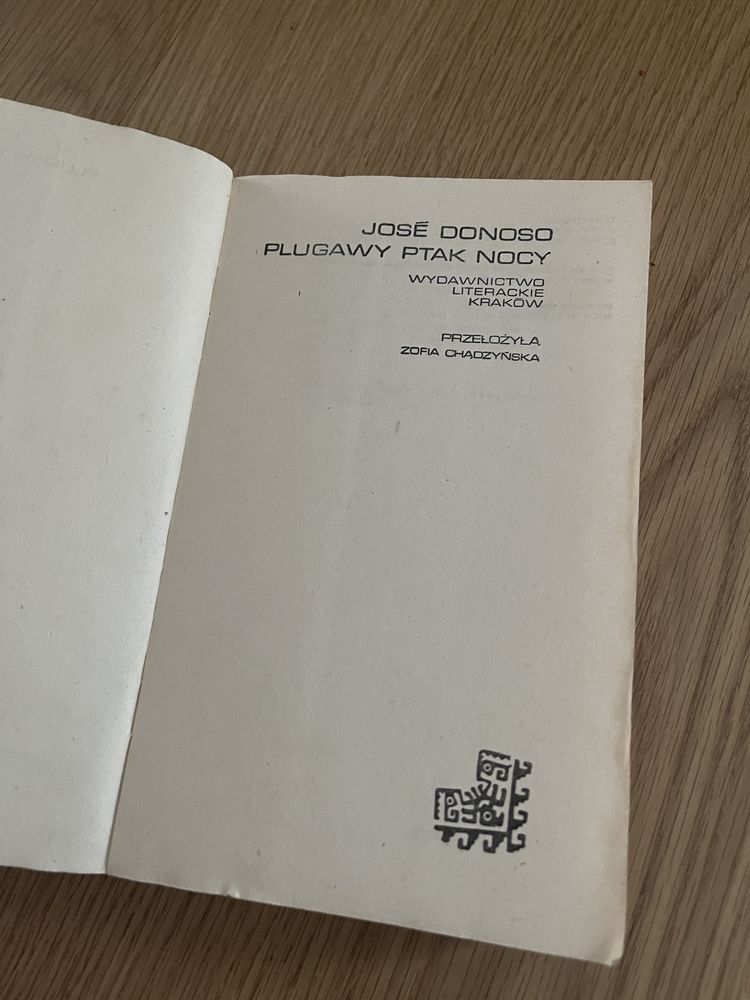 JOSÉ DONOSO
PLUGAWY PTAK NOCY
WYDAWNICTWO
LITERACKIE
KRAKÓW
PRZEŁOŻYŁA
ZOFIA CHĄDZYŃSKA